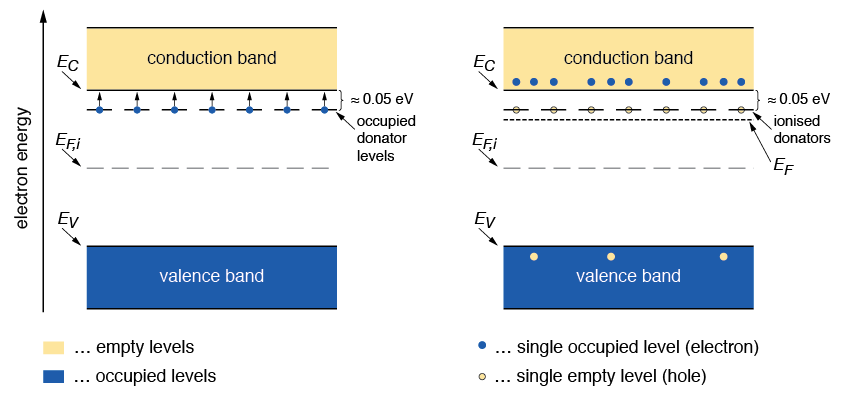 electron energy
conduction band
E_C
≈ 0.05 eV
occupied
donator
levels
E_F,i
E_V
valence band
conduction band
E_C
≈ 0.05 eV
ionised
donators
E_F,i
E_F
E_V
valence band
... empty levels
... occupied levels
... single occupied level (electron)
... single empty level (hole)